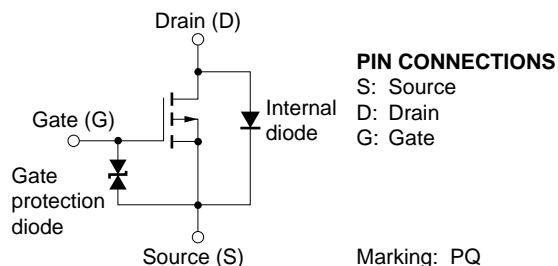 Drain (D)
PIN CONNECTIONS
S: Source
D: Drain
G: Gate
Internal
diode
Gate (G)
Gate
protection
diode
Source (S)
Marking: PQ